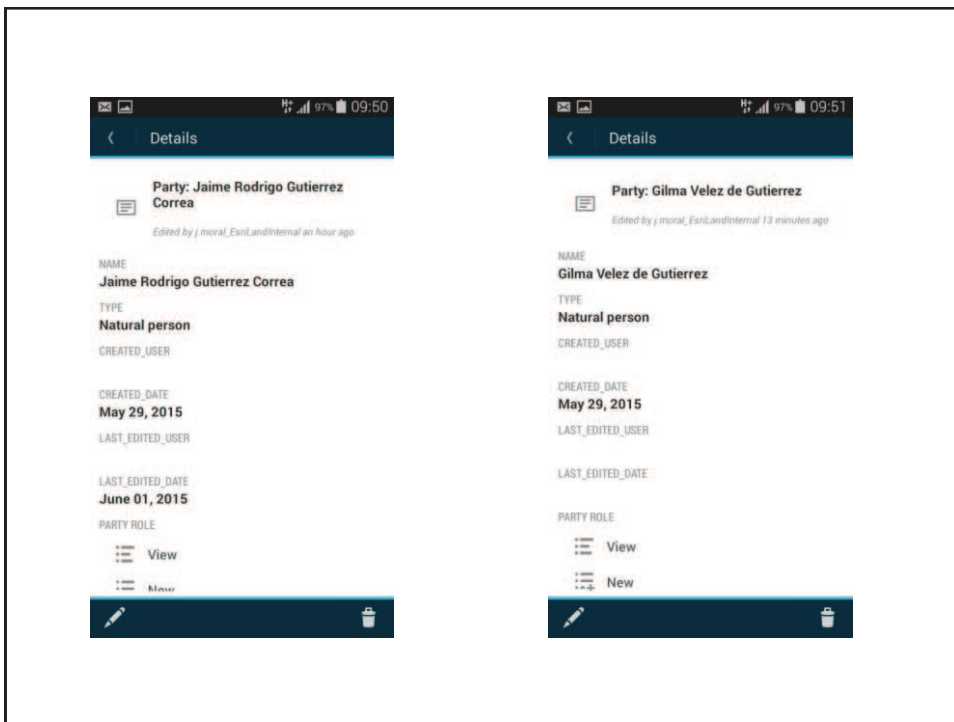 97% 09:50
Details
Party: Jaime Rodrigo Gutierrez
Correa
Edited by j.moral_EsriLandInternal an hour ago
NAME
Jaime Rodrigo Gutierrez Correa
TYPE
Natural person
CREATED_USER
CREATED_DATE
May 29, 2015
LAST_EDITED_USER
LAST_EDITED_DATE
June 01, 2015
PARTY ROLE
View
New
97% 09:51
Details
Party: Gilma Velez de Gutierrez
Edited by j.moral_EsriLandInternal 13 minutes ago
NAME
Gilma Velez de Gutierrez
TYPE
Natural person
CREATED_USER
CREATED_DATE
May 29, 2015
LAST_EDITED_USER
LAST_EDITED_DATE
PARTY ROLE
View
New